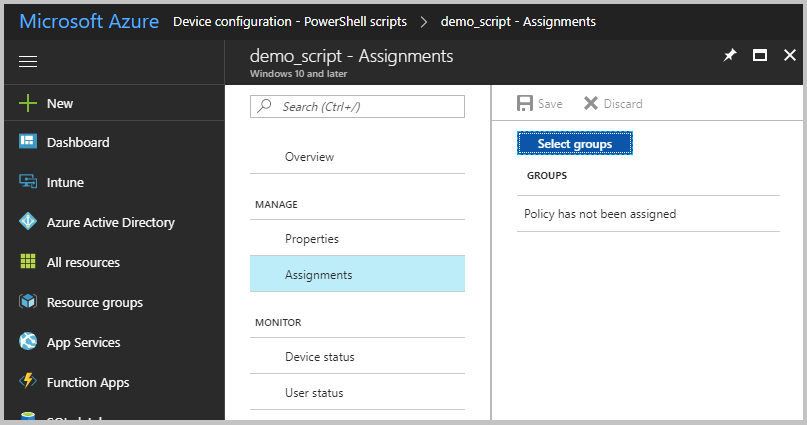 Microsoft Azure Device configuration - PowerShell scripts > demo_script - Assignments
demo_script - Assignments
Windows 10 and later
New
Dashboard
Intune
Azure Active Directory
All resources
Resource groups
App Services
Function Apps
Search (Ctrl+/)
Overview
MANAGE
Properties
Assignments
MONITOR
Device status
User status
Save Discard
Select groups
GROUPS
Policy has not been assigned